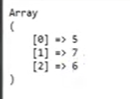 Array
(
[0] => 5
[1] => 7
[2] => 6
)